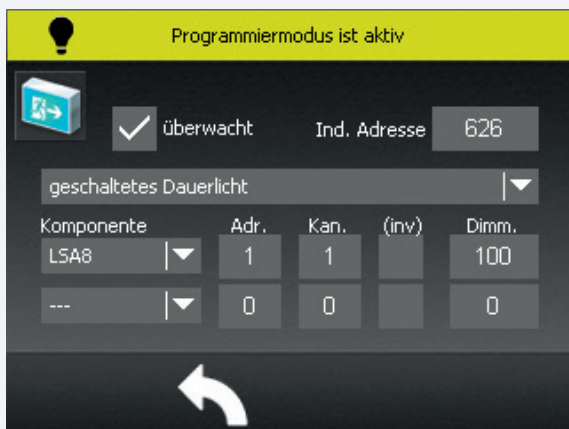 Programmiermodus ist aktiv
überwacht Ind. Adresse 626
geschaltetes Dauerlicht
Komponente Adr. Kan. (inv) Dimm.
LSA8 1 1 100
--- 0 0 0